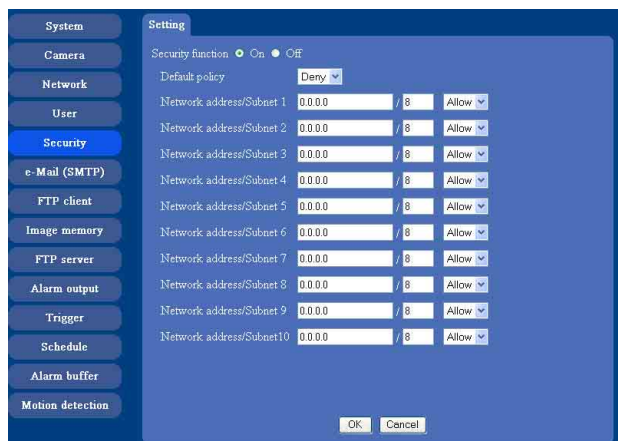 System
Camera
Network
User
Security
e-Mail (SMTP)
FTP client
Image memory
FTP server
Alarm output
Trigger
Schedule
Alarm buffer
Motion detection
Setting
Security function On Off
Default policy Deny
Network address/Subnet 1 0.0.0.0 / 8 Allow
Network address/Subnet 2 0.0.0.0 / 8 Allow
Network address/Subnet 3 0.0.0.0 / 8 Allow
Network address/Subnet 4 0.0.0.0 / 8 Allow
Network address/Subnet 5 0.0.0.0 / 8 Allow
Network address/Subnet 6 0.0.0.0 / 8 Allow
Network address/Subnet 7 0.0.0.0 / 8 Allow
Network address/Subnet 8 0.0.0.0 / 8 Allow
Network address/Subnet 9 0.0.0.0 / 8 Allow
Network address/Subnet10 0.0.0.0 / 8 Allow
OK Cancel